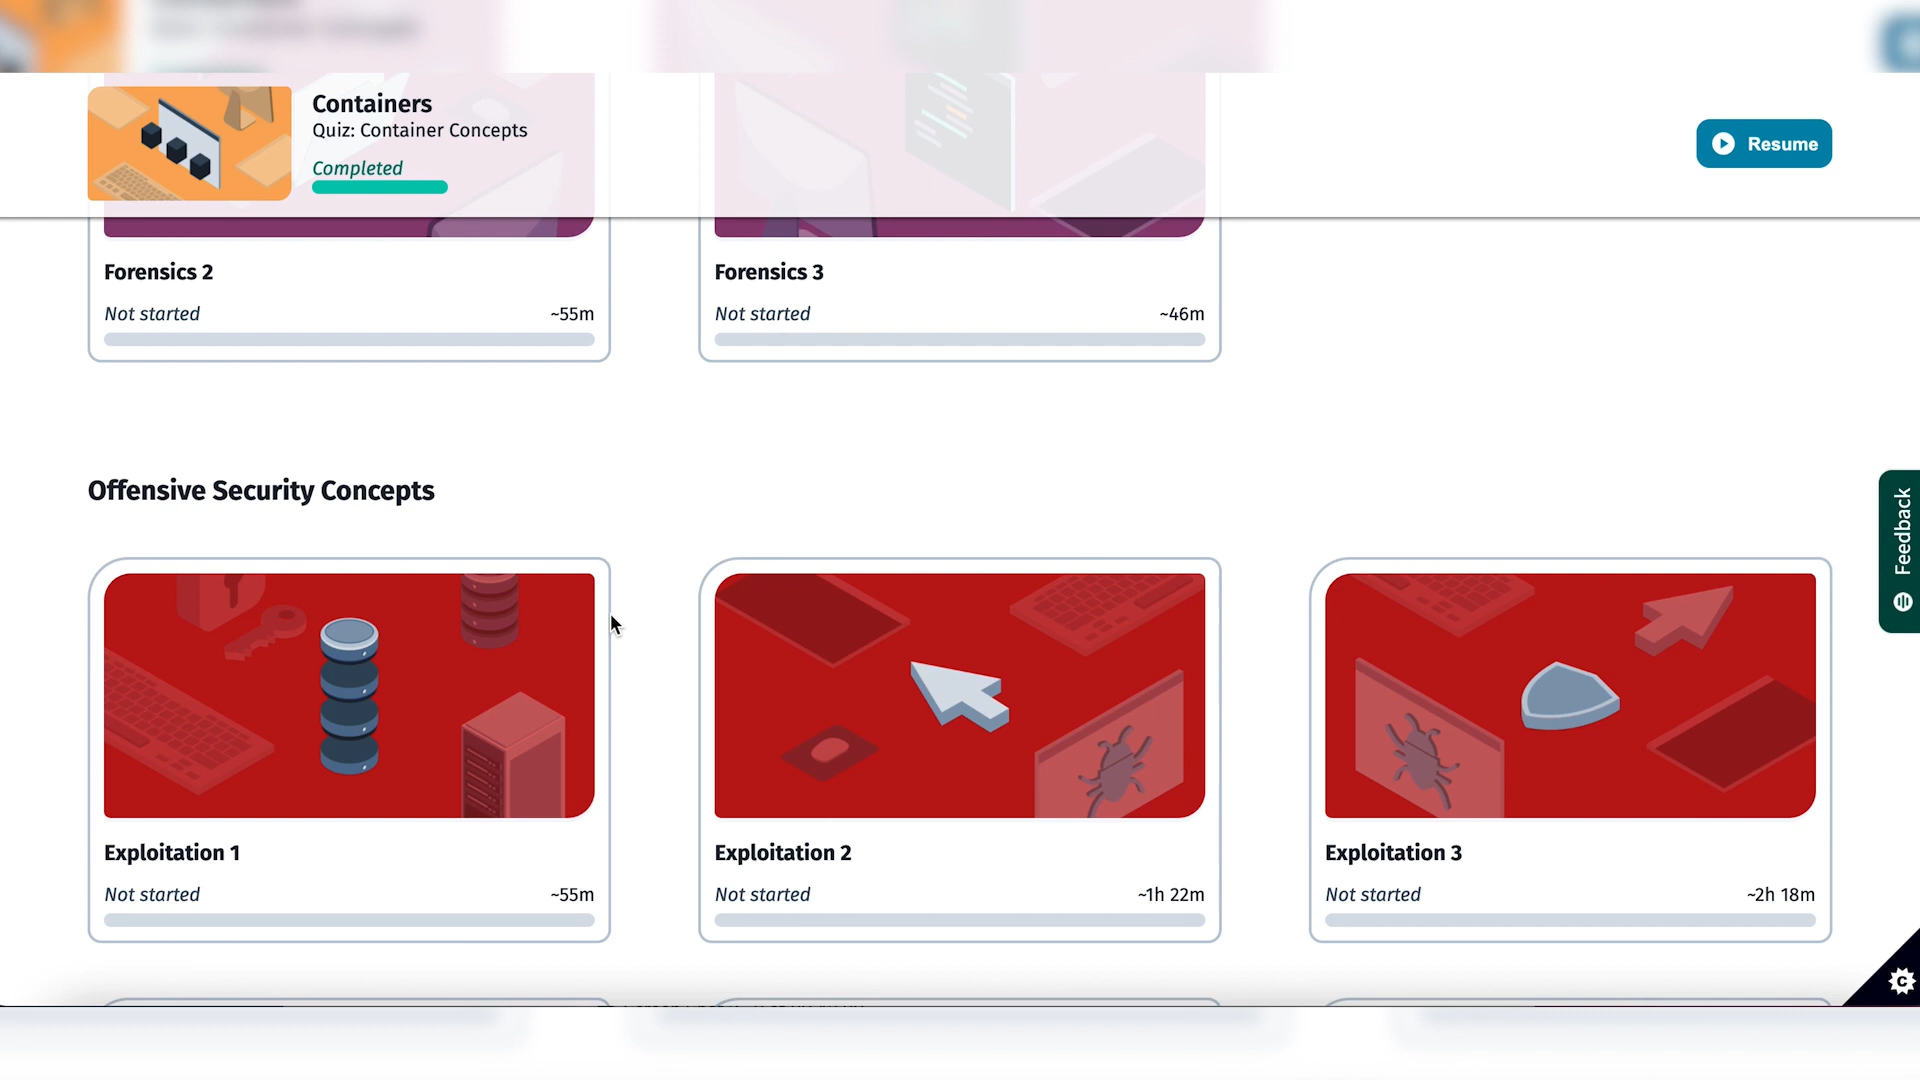 Containers
Quiz: Container Concepts
Completed
Resume
Forensics 2
Not started
~55m
Forensics 3
Not started
~46m
Offensive Security Concepts
Feedback
Exploitation 1
Not started
~55m
Exploitation 2
Not started
~1h 22m
Exploitation 3
Not started
~2h 18m
C